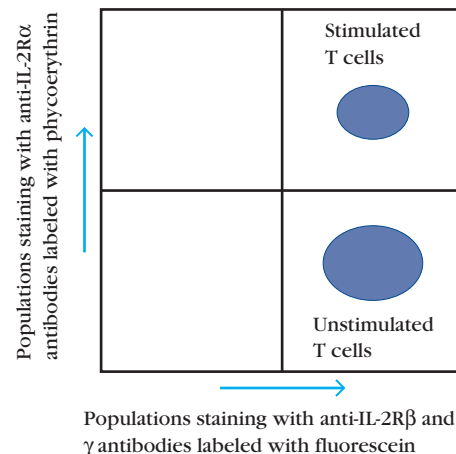 Populations staining with anti-IL-2Rα
antibodies labeled with phycoerythrin
Stimulated
T cells
Unstimulated
T cells
Populations staining with anti-IL-2Rβ and
γ antibodies labeled with fluorescein